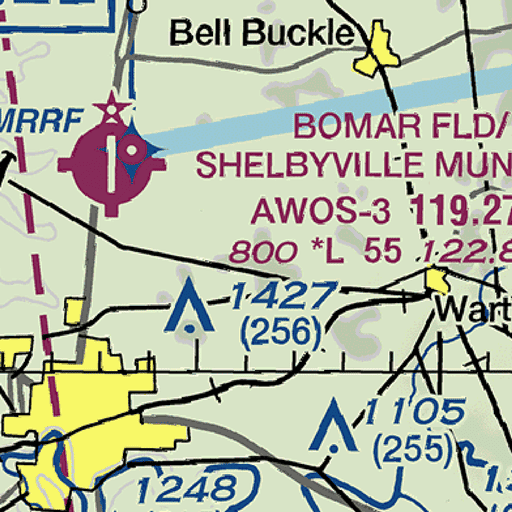 Bell Buckle
MRRF
BOMAR FLD/
SHELBYVILLE MUN
AWOS-3 119.27
800 *L 55 122.8
1427
(256)
Wart
1105
(255)
1248